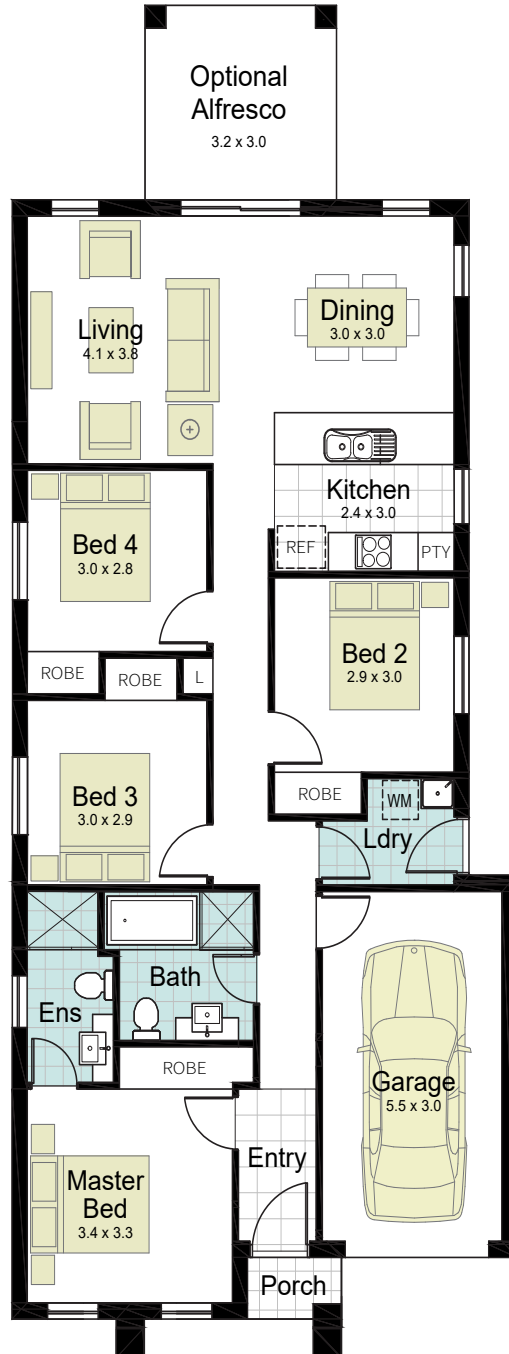 Optional
Alfresco
3.2 x 3.0
Living
4.1 x 3.8
Dining
3.0 x 3.0
Kitchen
2.4 x 3.0
REF
PTY
Bed 4
3.0 x 2.8
Bed 2
2.9 x 3.0
ROBE
ROBE
L
Bed 3
3.0 x 2.9
ROBE
WM
Ldry
Bath
Ens
ROBE
Garage
5.5 x 3.0
Entry
Master
Bed
3.4 x 3.3
Porch